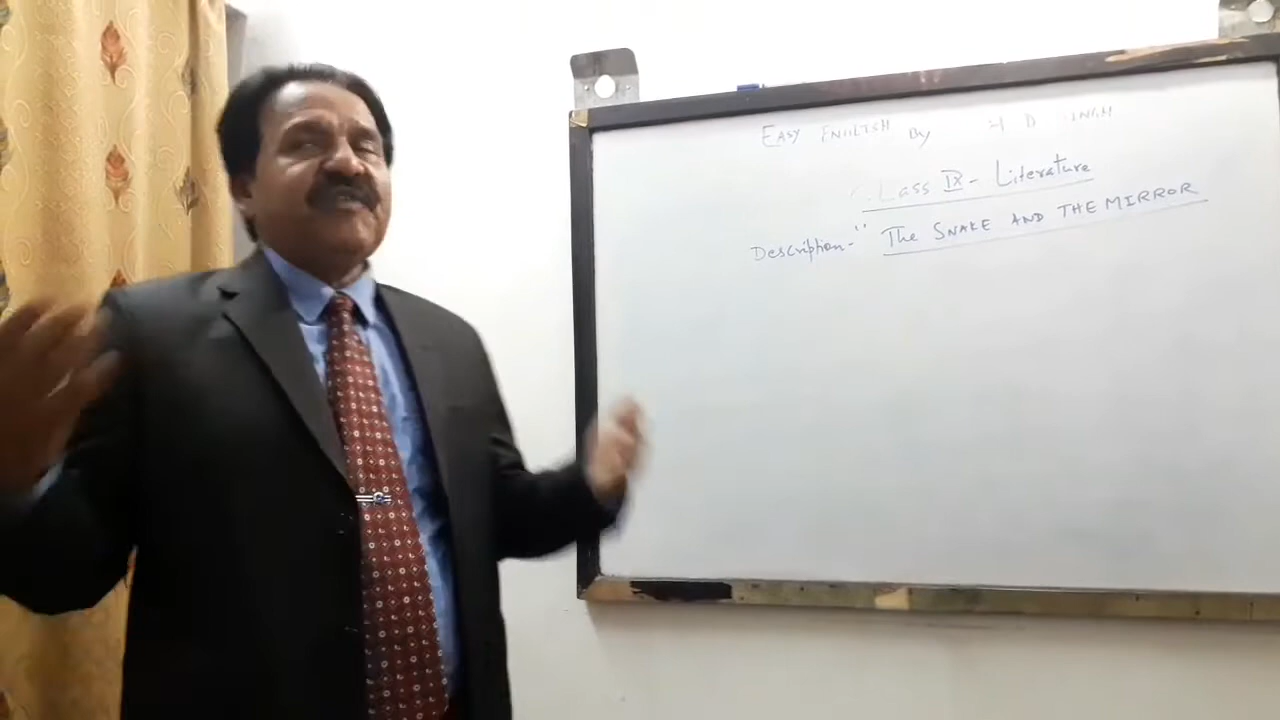 EASY ENGLISH By
Class IX - Literature
Description - " The SNAKE AND THE MIRROR